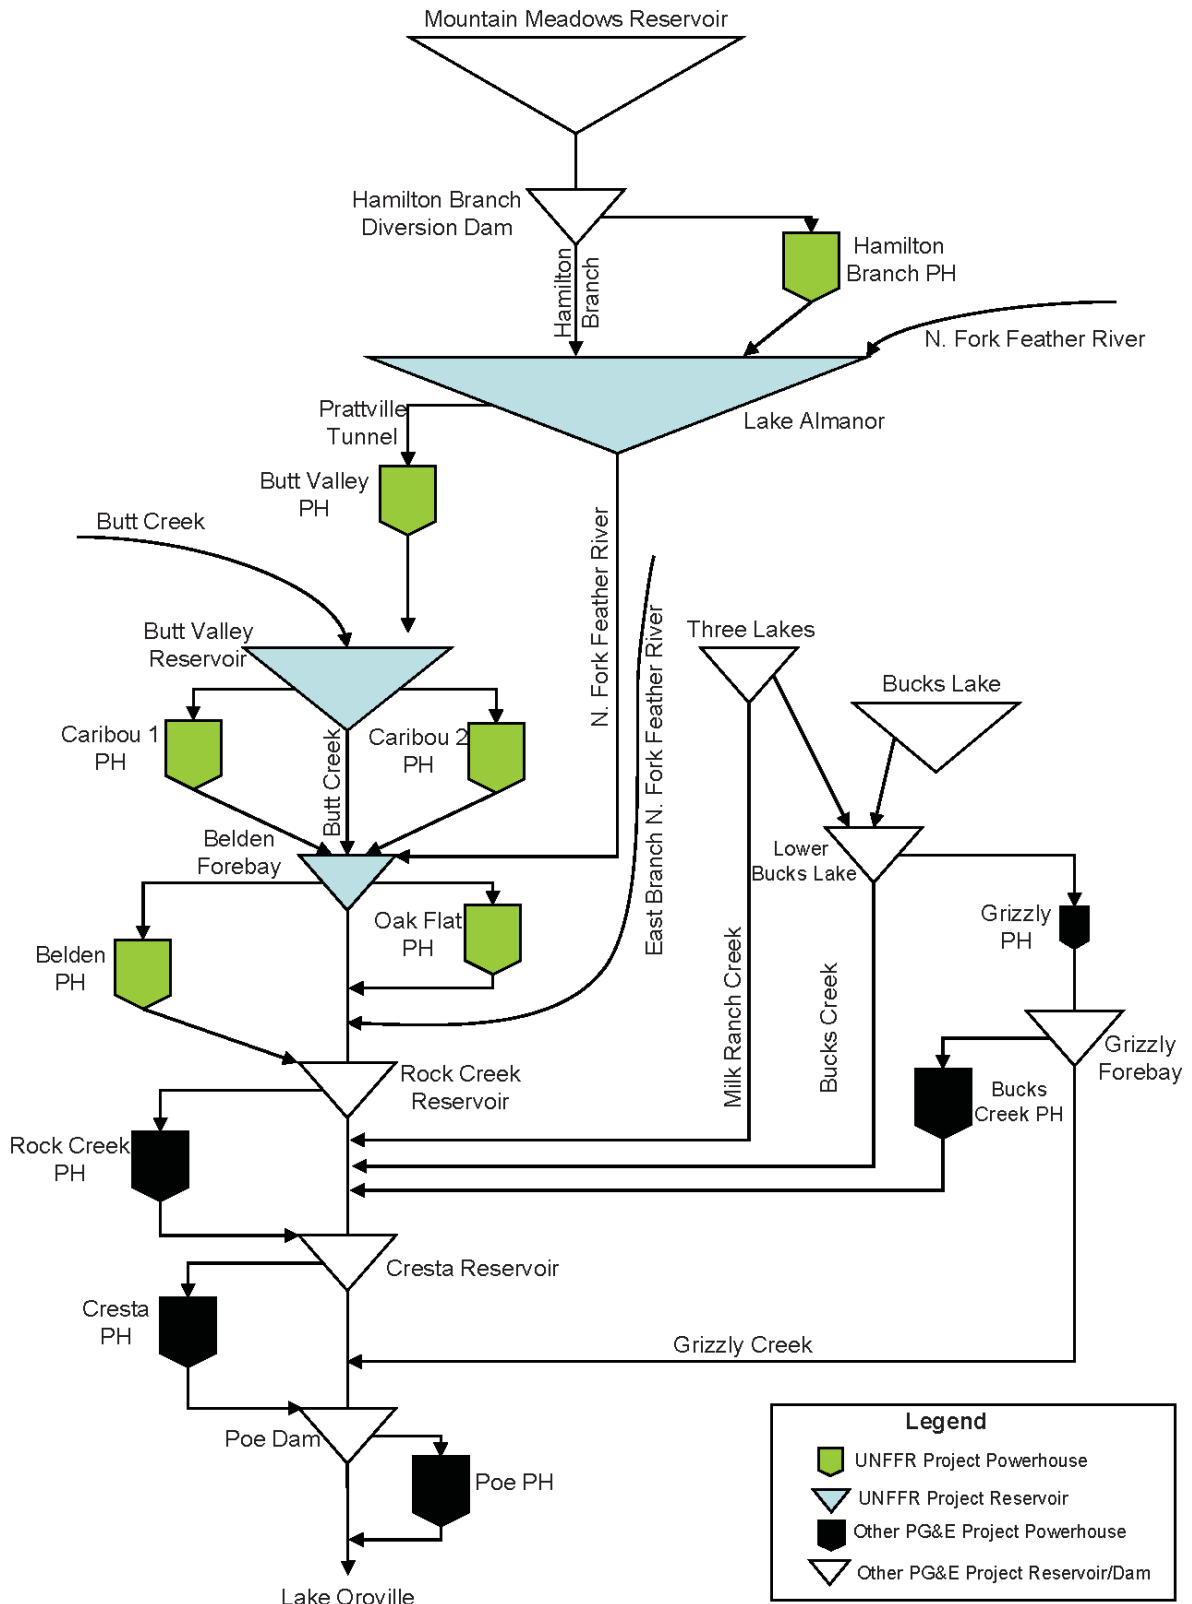 Mountain Meadows Reservoir
Hamilton Branch
Diversion Dam
Hamilton
Branch PH
Hamilton
Branch
N. Fork Feather River
Prattville
Tunnel
Lake Almanor
Butt Valley
PH
Butt Creek
N. Fork Feather River
East Branch N. Fork Feather River
Butt Valley
Reservoir
Three Lakes
Bucks Lake
Caribou 1
PH
Butt Creek
Caribou 2
PH
Belden
Forebay
Lower
Bucks Lake
Oak Flat
PH
Grizzly
PH
Belden
PH
Milk Ranch Creek
Bucks Creek
Grizzly
Forebay
Rock Creek
Reservoir
Bucks
Creek PH
Rock Creek
PH
Cresta Reservoir
Cresta
PH
Grizzly Creek
Poe Dam
Poe PH
Lake Oroville
Legend
UNFFR Project Powerhouse
UNFFR Project Reservoir
Other PG&E Project Powerhouse
Other PG&E Project Reservoir/Dam